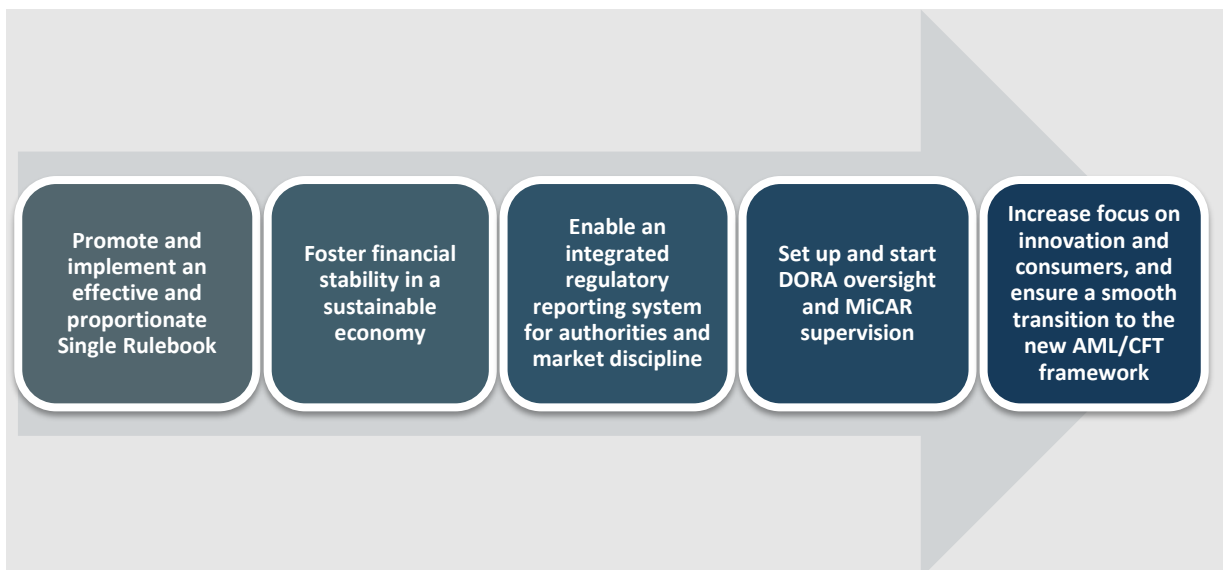 Promote and
implement an
effective and
proportionate
Single Rulebook
Foster financial
stability in a
sustainable
economy
Enable an
integrated
regulatory
reporting system
for authorities and
market discipline
Set up and start
DORA oversight
and MiCAR
supervision
Increase focus on
innovation and
consumers, and
ensure a smooth
transition to the
new AML/CFT
framework